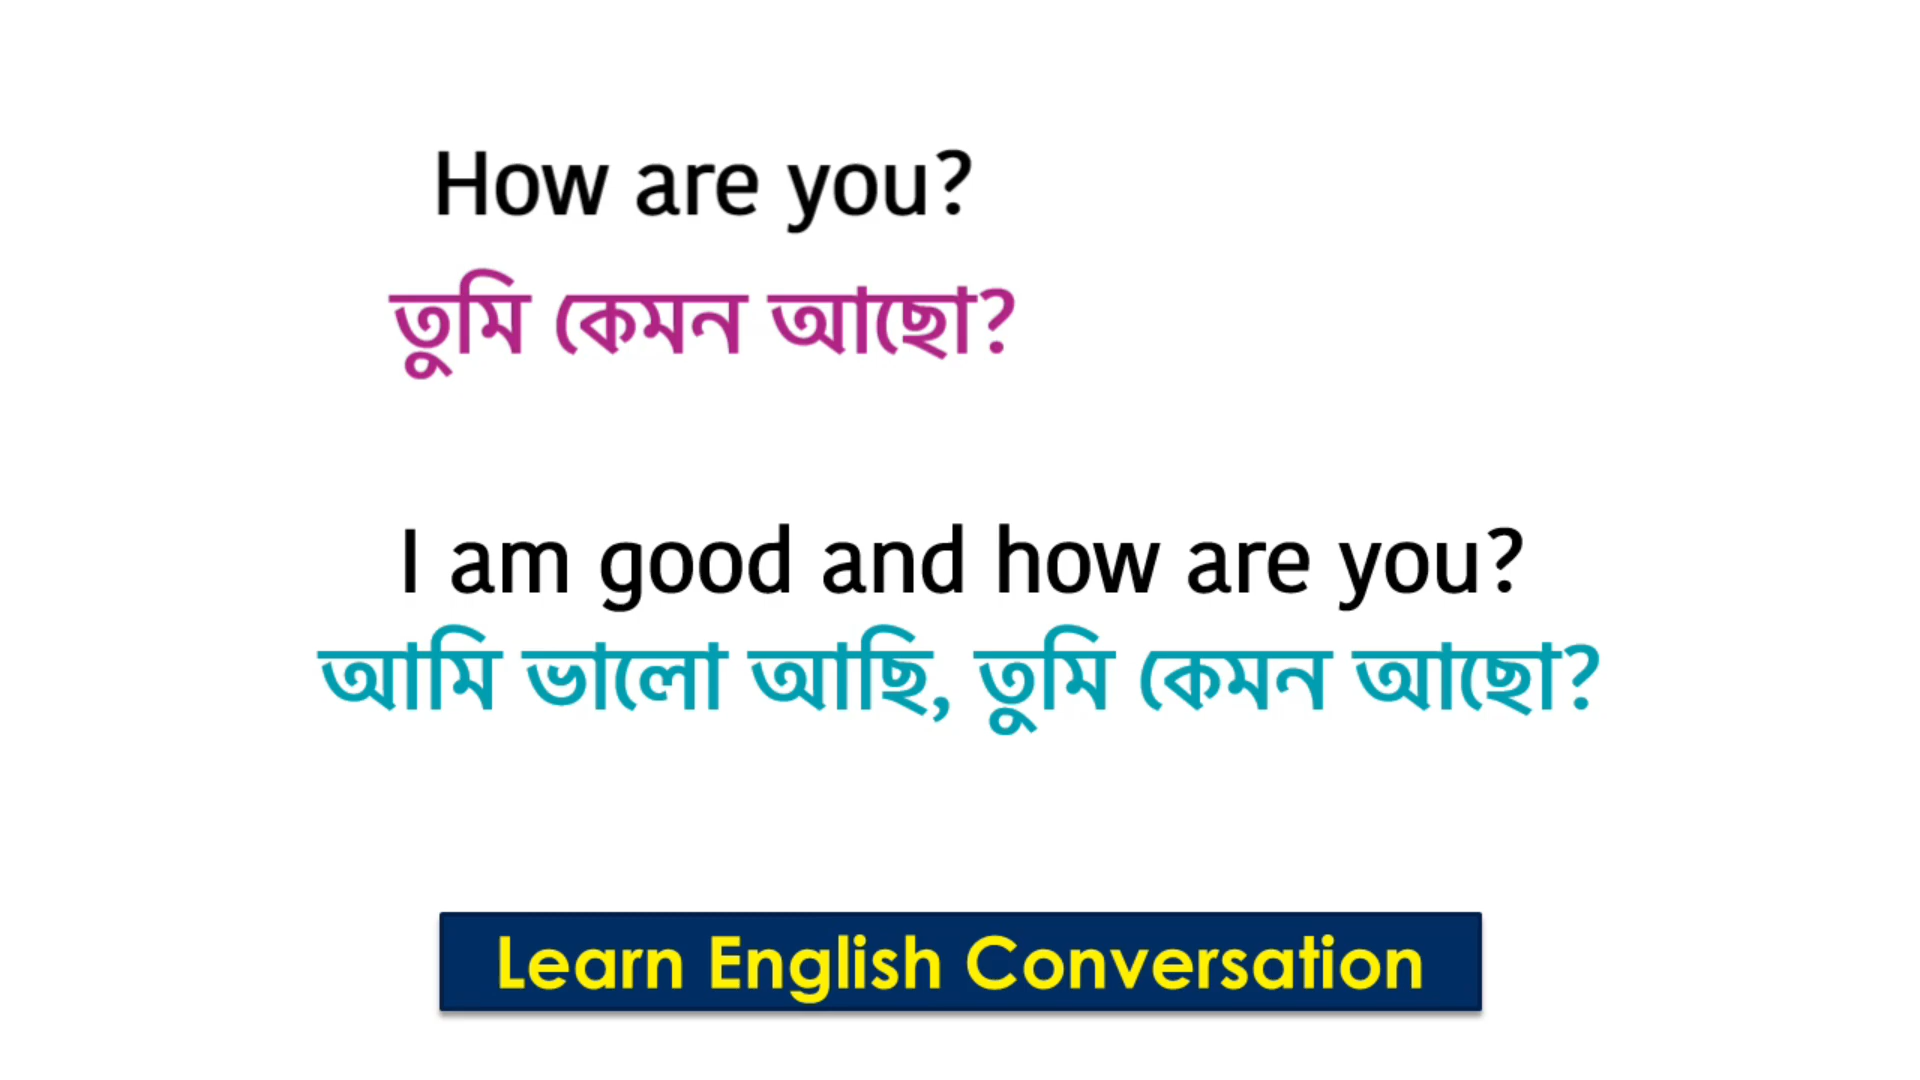 How are you?
তুমি কেমন আছো?
I am good and how are you?
আমি ভালো আছি, তুমি কেমন আছো?
Learn English Conversation